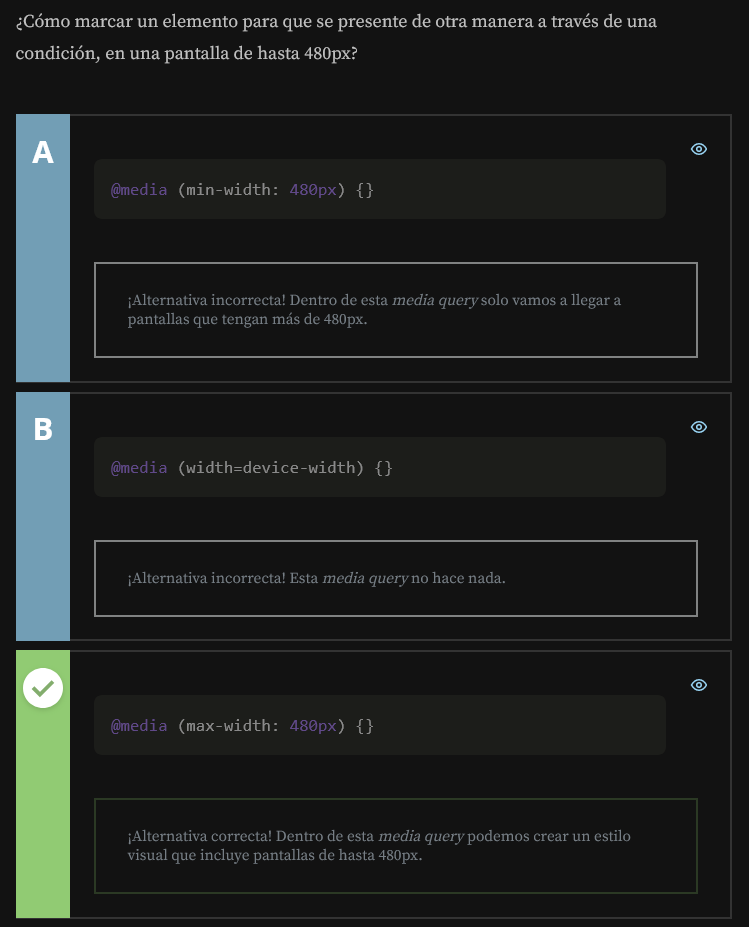 ¿Cómo marcar un elemento para que se presente de otra manera a través de una
condición, en una pantalla de hasta 480px?
A
@media (min-width: 480px) {}
¡Alternativa incorrecta! Dentro de esta media query solo vamos a llegar a
pantallas que tengan más de 480px.
B
@media (width=device-width) {}
¡Alternativa incorrecta! Esta media query no hace nada.
@media (max-width: 480px) {}
¡Alternativa correcta! Dentro de esta media query podemos crear un estilo
visual que incluye pantallas de hasta 480px.